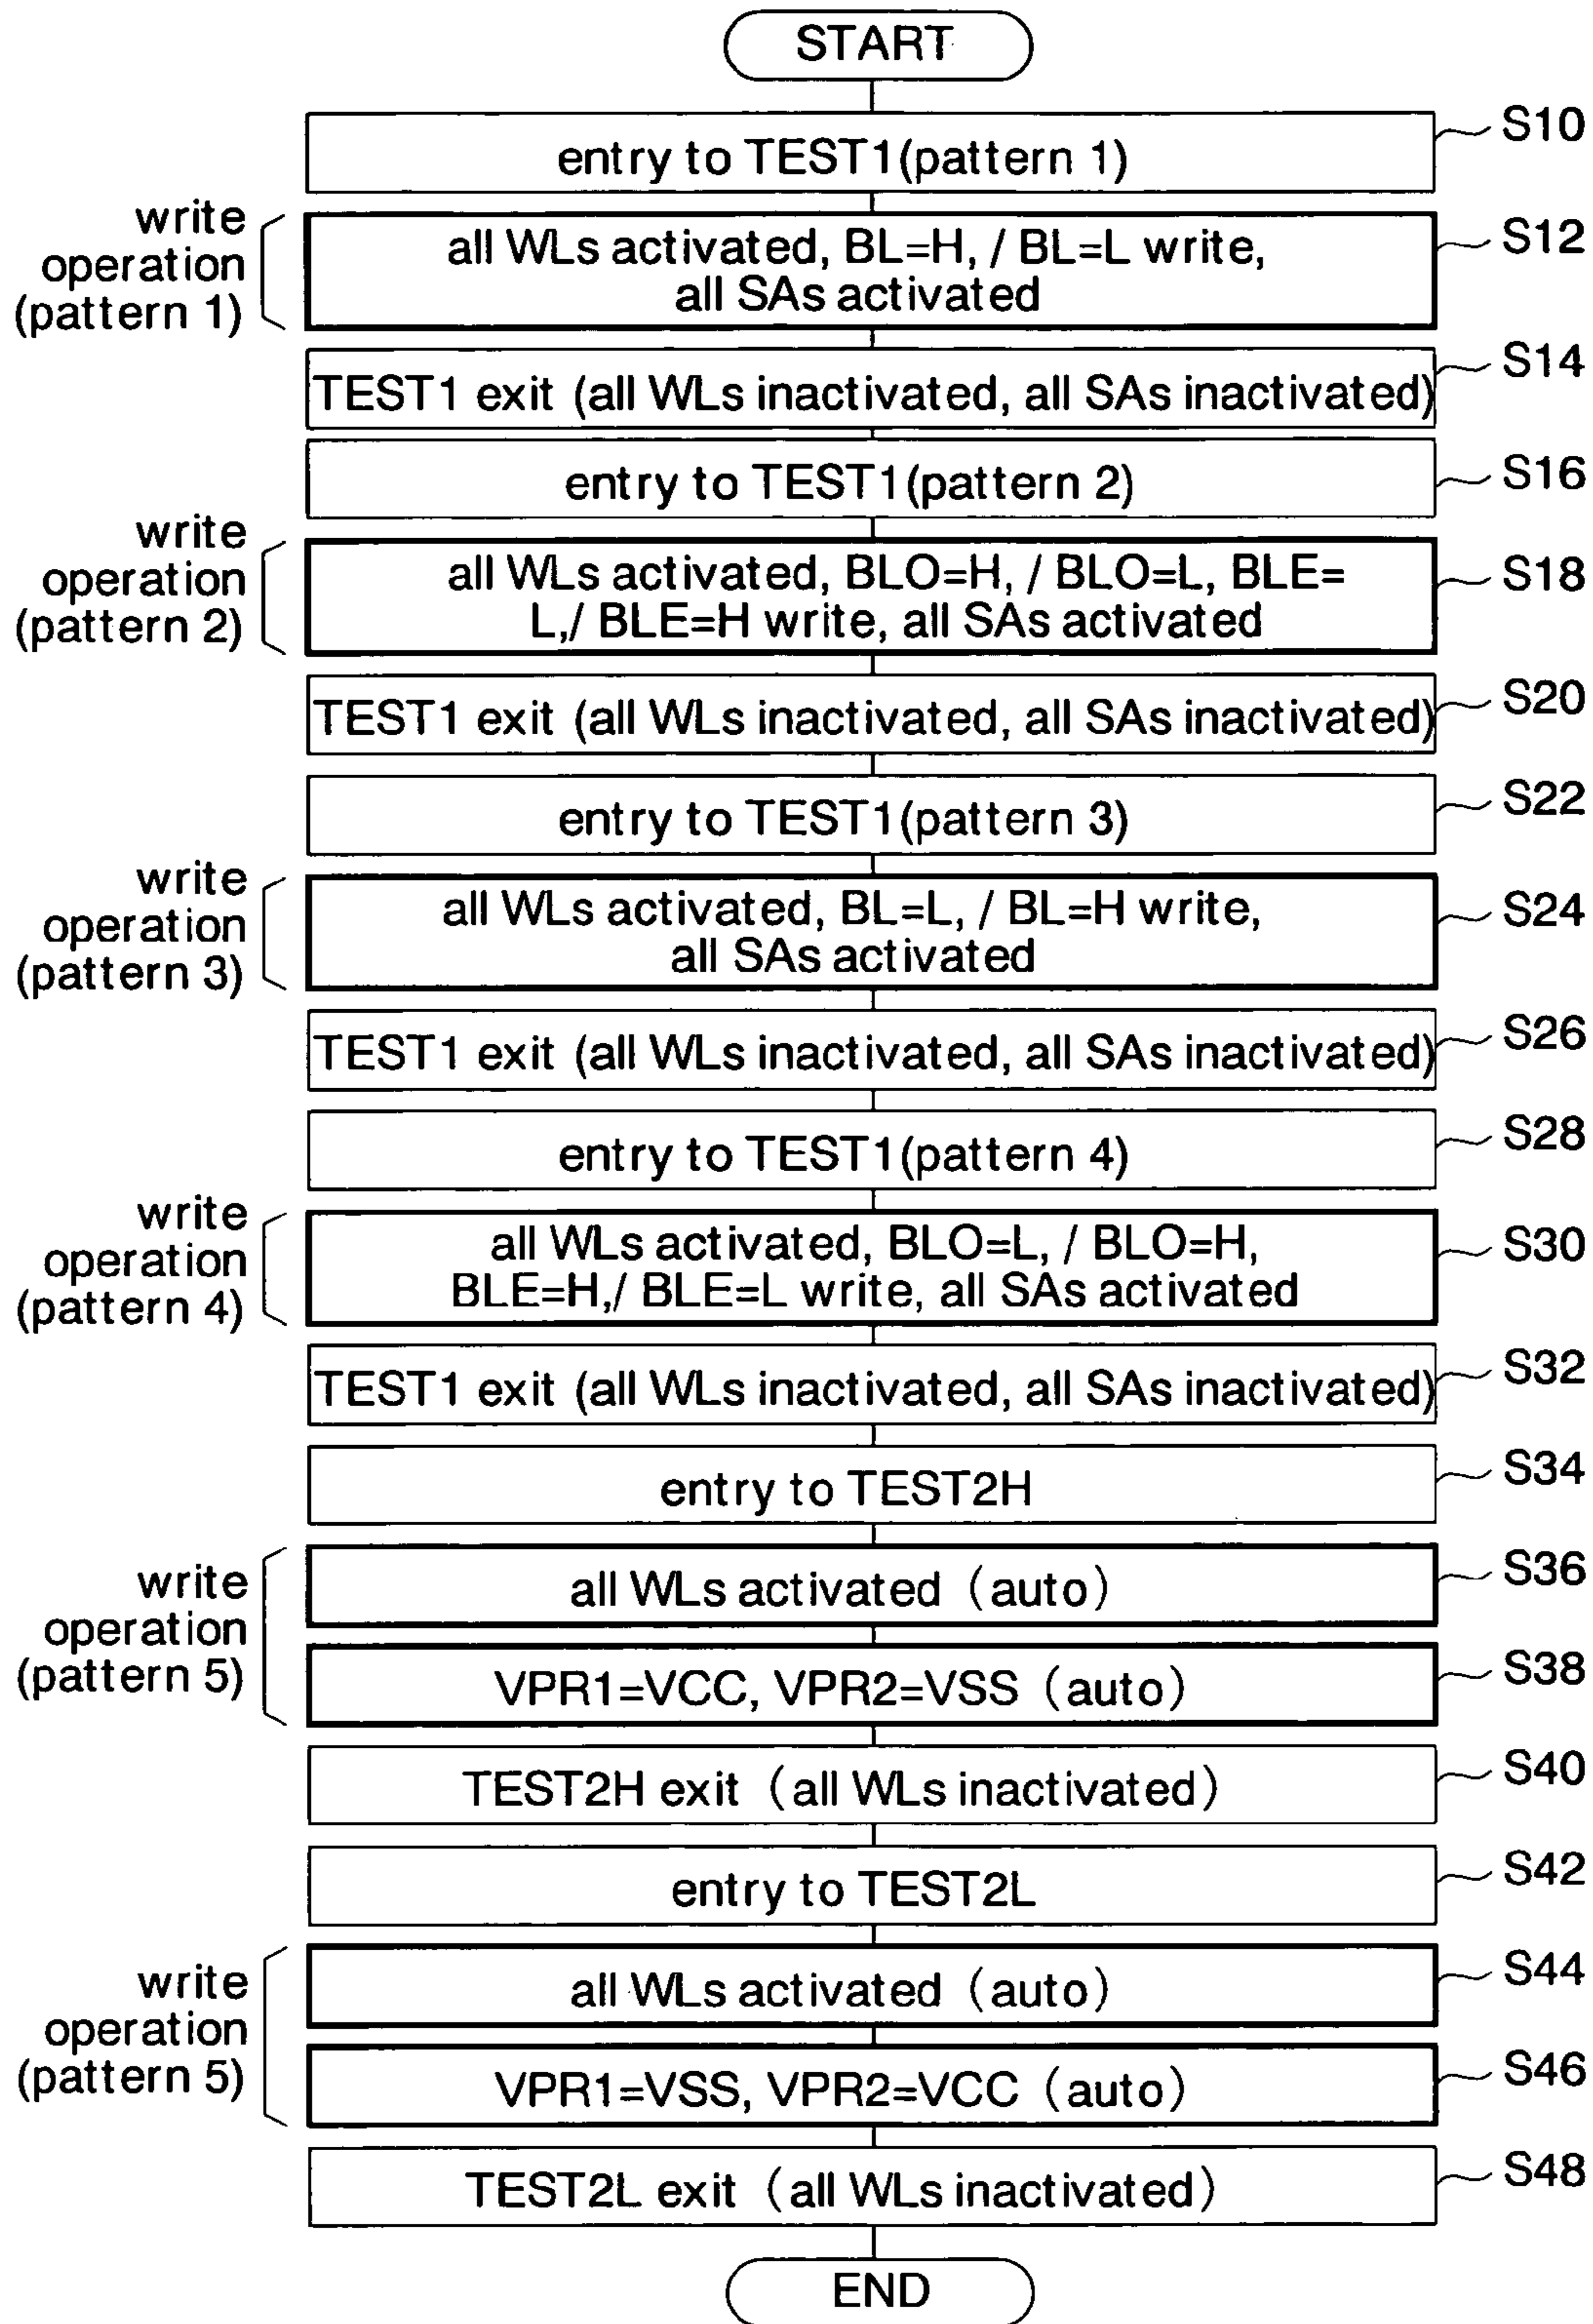 START
entry to TEST1(pattern 1)
S10
write
operation
(pattern 1)
all WLs activated, BL=H, / BL=L write,
all SAs activated
S12
TEST1 exit (all WLs inactivated, all SAs inactivated)
S14
entry to TEST1(pattern 2)
S16
write
operation
(pattern 2)
all WLs activated, BLO=H, / BLO=L, BLE=
L,/ BLE=H write, all SAs activated
S18
TEST1 exit (all WLs inactivated, all SAs inactivated)
S20
entry to TEST1(pattern 3)
S22
write
operation
(pattern 3)
all WLs activated, BL=L, / BL=H write,
all SAs activated
S24
TEST1 exit (all WLs inactivated, all SAs inactivated)
S26
entry to TEST1(pattern 4)
S28
write
operation
(pattern 4)
all WLs activated, BLO=L, / BLO=H,
BLE=H,/ BLE=L write, all SAs activated
S30
TEST1 exit (all WLs inactivated, all SAs inactivated)
S32
entry to TEST2H
S34
write
operation
(pattern 5)
all WLs activated (auto)
S36
VPR1=VCC, VPR2=VSS (auto)
S38
TEST2H exit (all WLs inactivated)
S40
entry to TEST2L
S42
write
operation
(pattern 5)
all WLs activated (auto)
S44
VPR1=VSS, VPR2=VCC (auto)
S46
TEST2L exit (all WLs inactivated)
S48
END